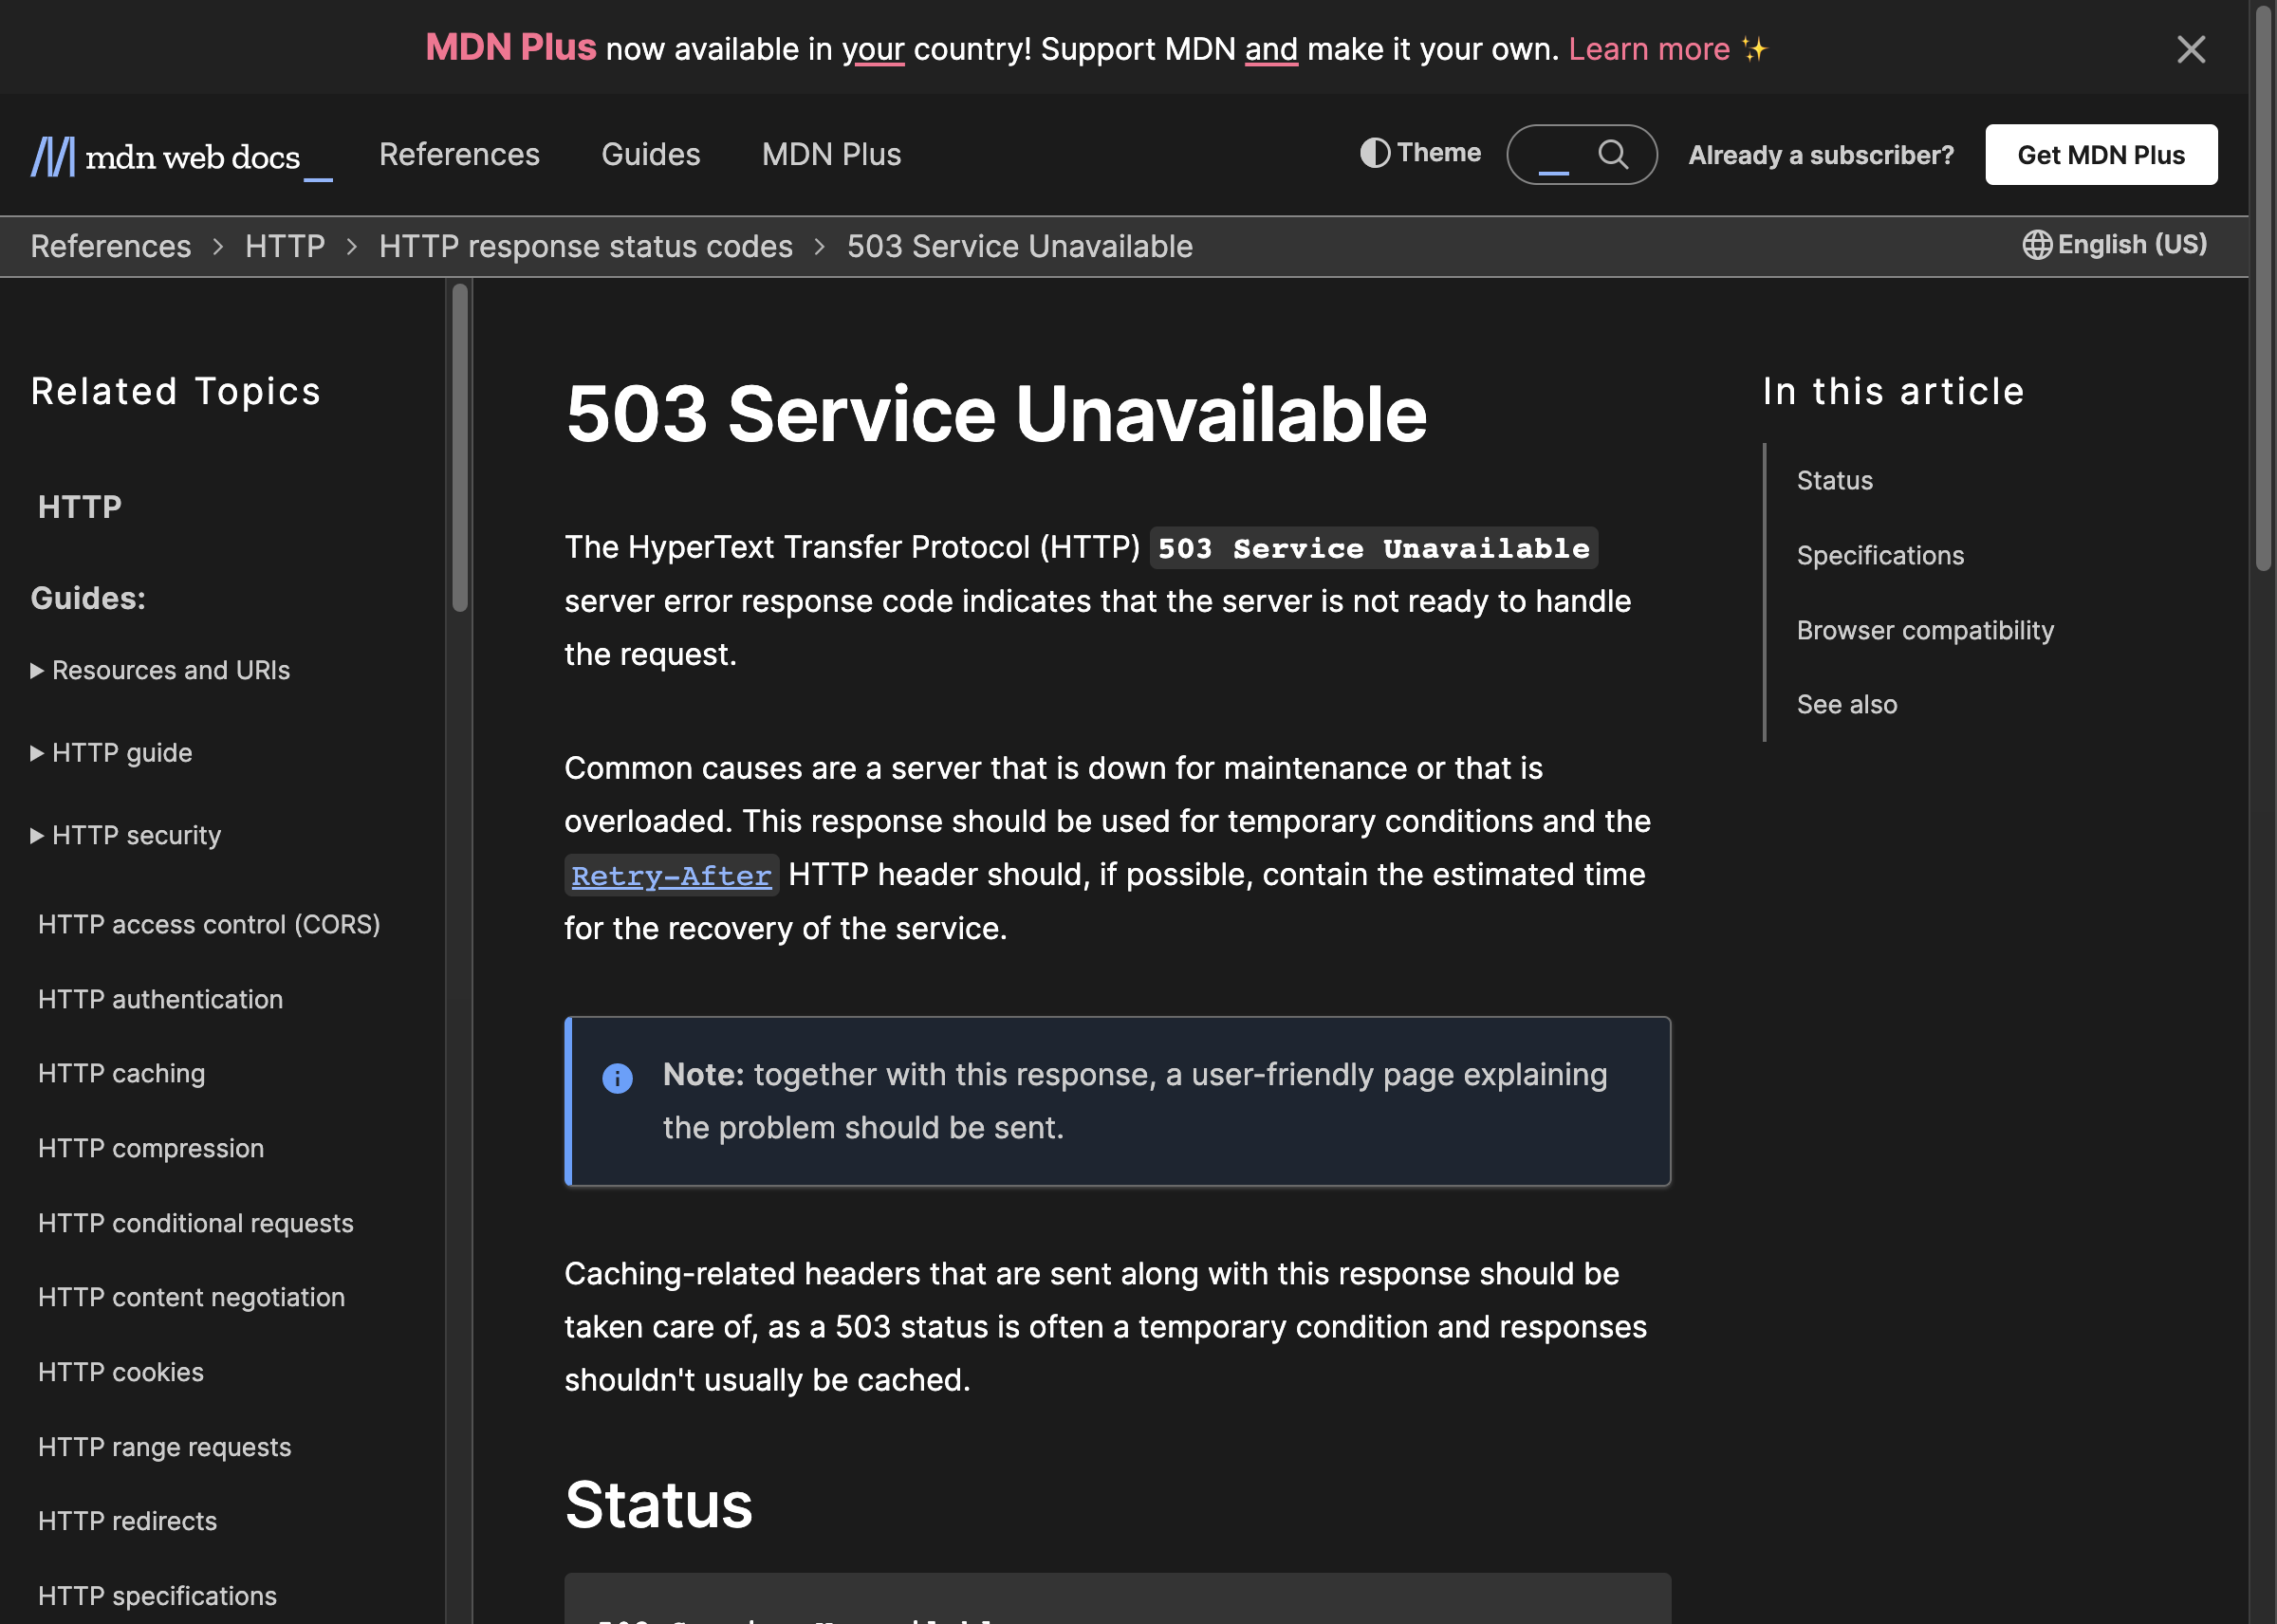 MDN Plus now available in your country! Support MDN and make it your own. Learn more ✨
mdn web docs_
References
Guides
MDN Plus
Theme
Already a subscriber?
Get MDN Plus
References > HTTP > HTTP response status codes > 503 Service Unavailable
English (US)
Related Topics
HTTP
Guides:
Resources and URIs
HTTP guide
HTTP security
HTTP access control (CORS)
HTTP authentication
HTTP caching
HTTP compression
HTTP conditional requests
HTTP content negotiation
HTTP cookies
HTTP range requests
HTTP redirects
HTTP specifications
503 Service Unavailable
The HyperText Transfer Protocol (HTTP) 503 Service Unavailable
server error response code indicates that the server is not ready to handle
the request.
Common causes are a server that is down for maintenance or that is
overloaded. This response should be used for temporary conditions and the
Retry-After HTTP header should, if possible, contain the estimated time
for the recovery of the service.
Note: together with this response, a user-friendly page explaining
the problem should be sent.
Caching-related headers that are sent along with this response should be
taken care of, as a 503 status is often a temporary condition and responses
shouldn't usually be cached.
Status
In this article
Status
Specifications
Browser compatibility
See also